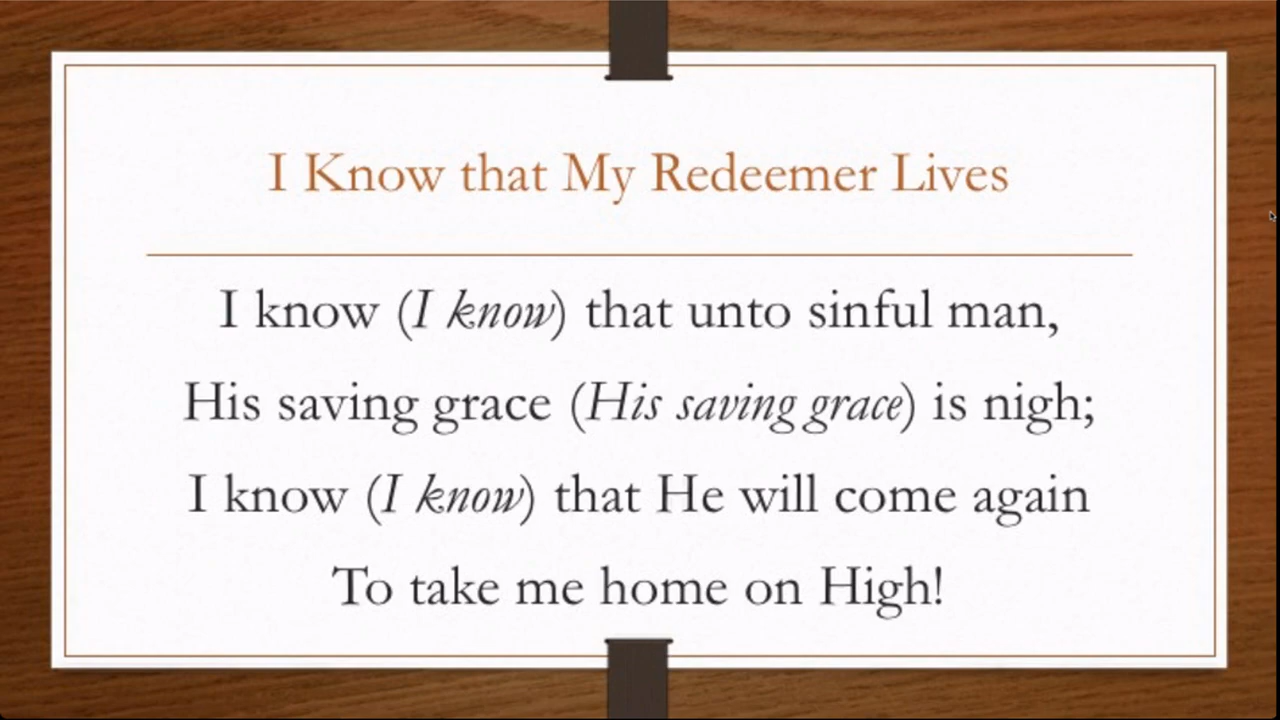 I Know that My Redeemer Lives
I know (I know) that unto sinful man,
His saving grace (His saving grace) is nigh;
I know (I know) that He will come again
To take me home on High!